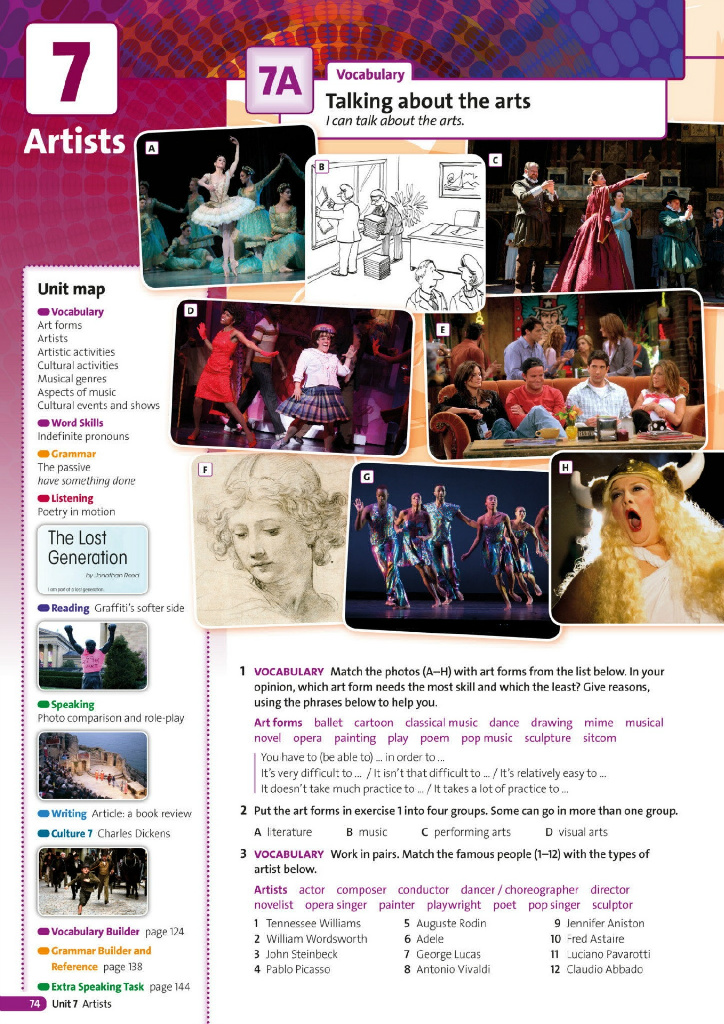 7
Artists
7A
Vocabulary
Talking about the arts
I can talk about the arts.
A
B
C
D
E
F
G
H
Unit map
Vocabulary
Art forms
Artists
Artistic activities
Cultural activities
Musical genres
Aspects of music
Cultural events and shows
Word Skills
Indefinite pronouns
Grammar
The passive
have something done
Listening
Poetry in motion
The Lost
Generation
by Jonathan Reed
I am part of a lost generation.
Reading Graffiti's softer side
Speaking
Photo comparison and role-play
Writing Article: a book review
Culture 7 Charles Dickens
Vocabulary Builder page 124
Grammar Builder and
Reference page 138
Extra Speaking Task page 144
74 Unit 7 Artists
1 VOCABULARY Match the photos (A–H) with art forms from the list below. In your
opinion, which art form needs the most skill and which the least? Give reasons,
using the phrases below to help you.
Art forms ballet cartoon classical music dance drawing mime musical
novel opera painting play poem pop music sculpture sitcom
You have to (be able to) ... in order to ...
It's very difficult to ... / It isn't that difficult to ... / It's relatively easy to ...
It doesn't take much practice to ... / It takes a lot of practice to ...
2 Put the art forms in exercise 1 into four groups. Some can go in more than one group.
A literature B music C performing arts D visual arts
3 VOCABULARY Work in pairs. Match the famous people (1–12) with the types of
artist below.
Artists actor composer conductor dancer / choreographer director
novelist opera singer painter playwright poet pop singer sculptor
1 Tennessee Williams
2 William Wordsworth
3 John Steinbeck
4 Pablo Picasso
5 Auguste Rodin
6 Adele
7 George Lucas
8 Antonio Vivaldi
9 Jennifer Aniston
10 Fred Astaire
11 Luciano Pavarotti
12 Claudio Abbado